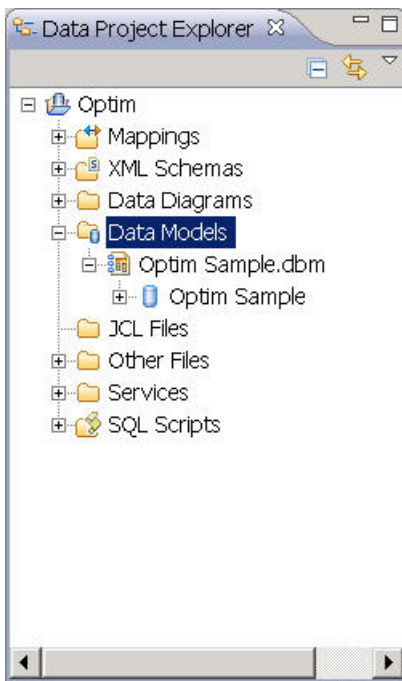 Data Project Explorer
Optim
Mappings
XML Schemas
Data Diagrams
Data Models
Optim Sample.dbm
Optim Sample
JCL Files
Other Files
Services
SQL Scripts